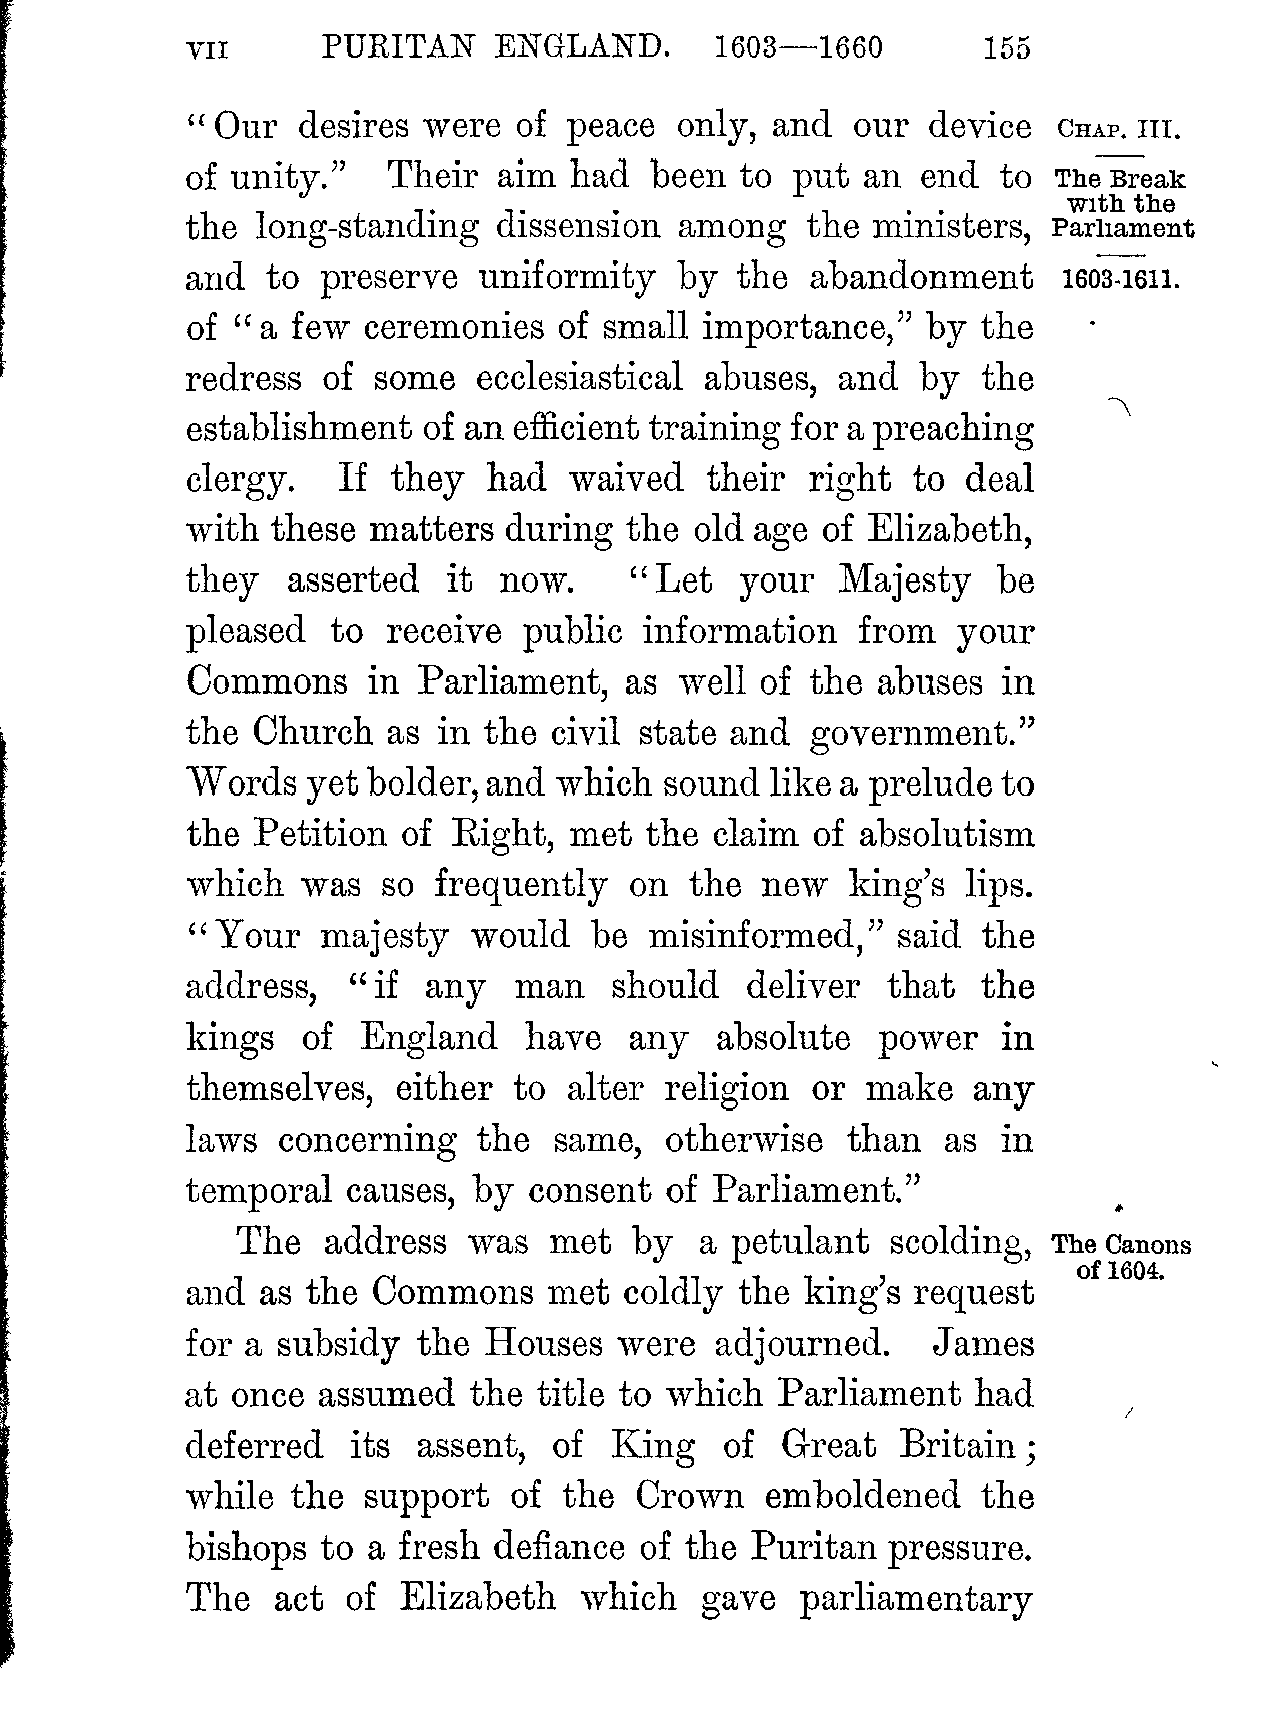 VII PURITAN ENGLAND. 1603—1660 155
"Our desires were of peace only, and our device
of unity." Their aim had been to put an end to
the long-standing dissension among the ministers,
and to preserve uniformity by the abandonment
of "a few ceremonies of small importance," by the
redress of some ecclesiastical abuses, and by the
establishment of an efficient training for a preaching
clergy. If they had waived their right to deal
with these matters during the old age of Elizabeth,
they asserted it now. "Let your Majesty be
pleased to receive public information from your
Commons in Parliament, as well of the abuses in
the Church as in the civil state and government."
Words yet bolder, and which sound like a prelude to
the Petition of Right, met the claim of absolutism
which was so frequently on the new king's lips.
"Your majesty would be misinformed," said the
address, "if any man should deliver that the
kings of England have any absolute power in
themselves, either to alter religion or make any
laws concerning the same, otherwise than as in
temporal causes, by consent of Parliament."
The address was met by a petulant scolding,
and as the Commons met coldly the king's request
for a subsidy the Houses were adjourned. James
at once assumed the title to which Parliament had
deferred its assent, of King of Great Britain;
while the support of the Crown emboldened the
bishops to a fresh defiance of the Puritan pressure.
The act of Elizabeth which gave parliamentary
CHAP. III.
The Break
with the
Parliament
1603-1611.
The Canons
of 1604.